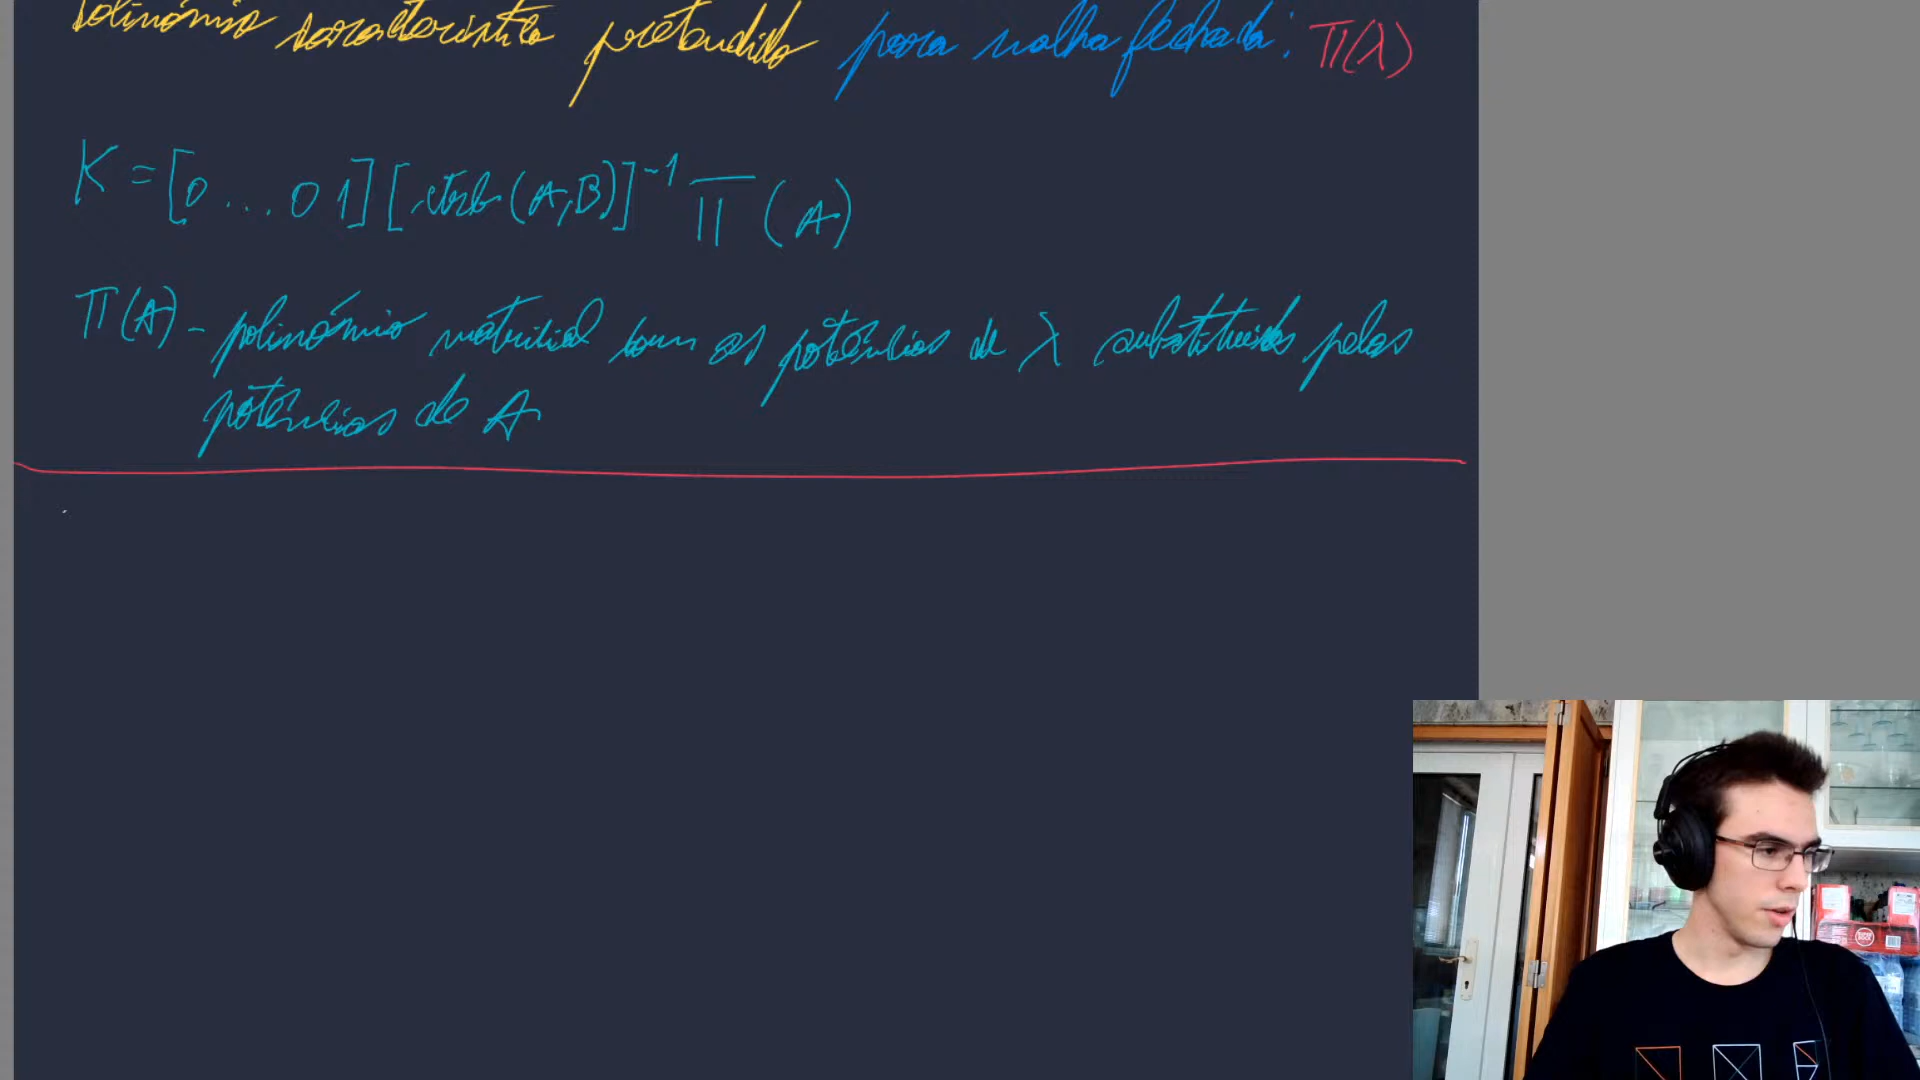 Polinómio característico pretendido para malha fechada: Π(λ)
K = [0 ... 0 1] [ctrb(A,B)]⁻¹ Π(A)
Π(A) - polinómio matricial com as potências de λ substituídas pelas
potências de A